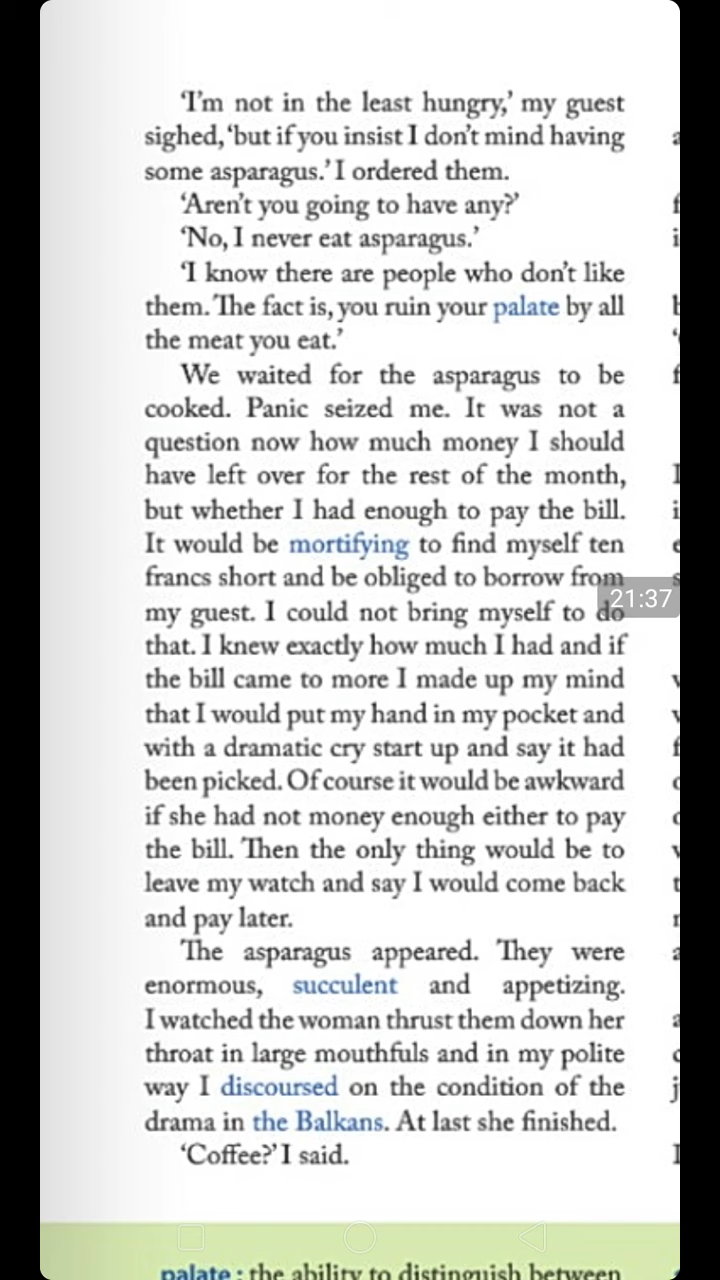 ‘I’m not in the least hungry,’ my guest
sighed, ‘but if you insist I don’t mind having
some asparagus.’ I ordered them.
‘Aren’t you going to have any?’
‘No, I never eat asparagus.’
‘I know there are people who don’t like
them. The fact is, you ruin your palate by all
the meat you eat.’
We waited for the asparagus to be
cooked. Panic seized me. It was not a
question now how much money I should
have left over for the rest of the month,
but whether I had enough to pay the bill.
It would be mortifying to find myself ten
francs short and be obliged to borrow from
my guest. I could not bring myself to do
that. I knew exactly how much I had and if
the bill came to more I made up my mind
that I would put my hand in my pocket and
with a dramatic cry start up and say it had
been picked. Of course it would be awkward
if she had not money enough either to pay
the bill. Then the only thing would be to
leave my watch and say I would come back
and pay later.
The asparagus appeared. They were
enormous, succulent and appetizing.
I watched the woman thrust them down her
throat in large mouthfuls and in my polite
way I discoursed on the condition of the
drama in the Balkans. At last she finished.
‘Coffee?’ I said.
palate : the ability to distinguish between
21:37